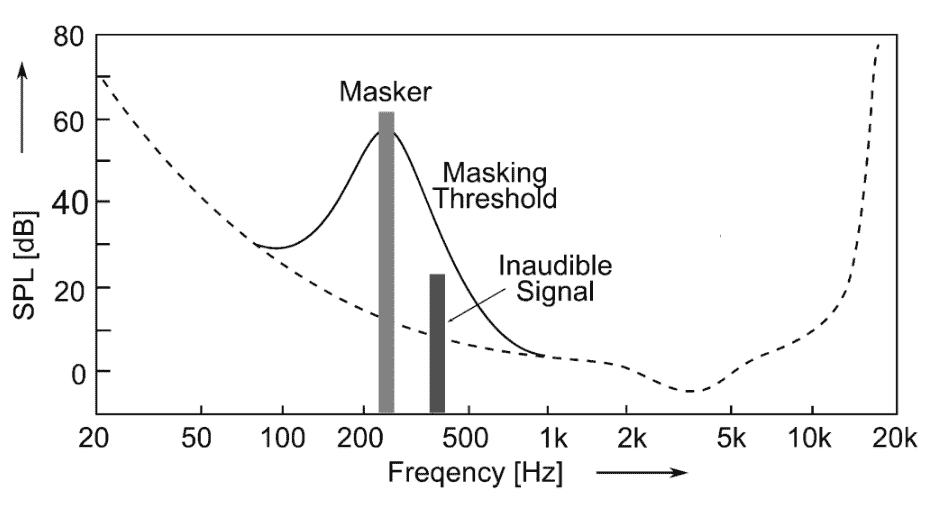 80
60
40
20
0
SPL [dB]
Masker
Masking
Threshold
Inaudible
Signal
20 50 100 200 500 1k 2k 5k 10k 20k
Freqency [Hz]